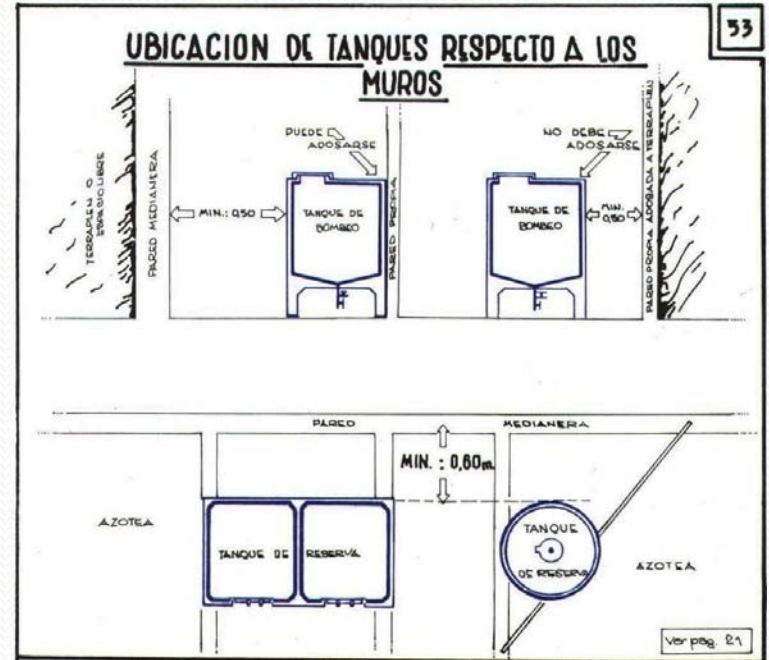 53
UBICACION DE TANQUES RESPECTO A LOS
MUROS
TERRAPLEN O
ESPACIO LIBRE
PARED MEDIANERA
MIN.: 0,50
PUEDE
ADOSARSE
TANQUE DE
BOMBEO
PARED PROPIA
NO DEBE
ADOSARSE
TANQUE DE
BOMBEO
MIN.
0,50
PARED PROPIA ADOSADA A TERRAPLEN
PARED MEDIANERA
MIN. : 0,60m.
AZOTEA
TANQUE DE RESERVA
TANQUE
DE RESERVA
AZOTEA
Ver pag. 21